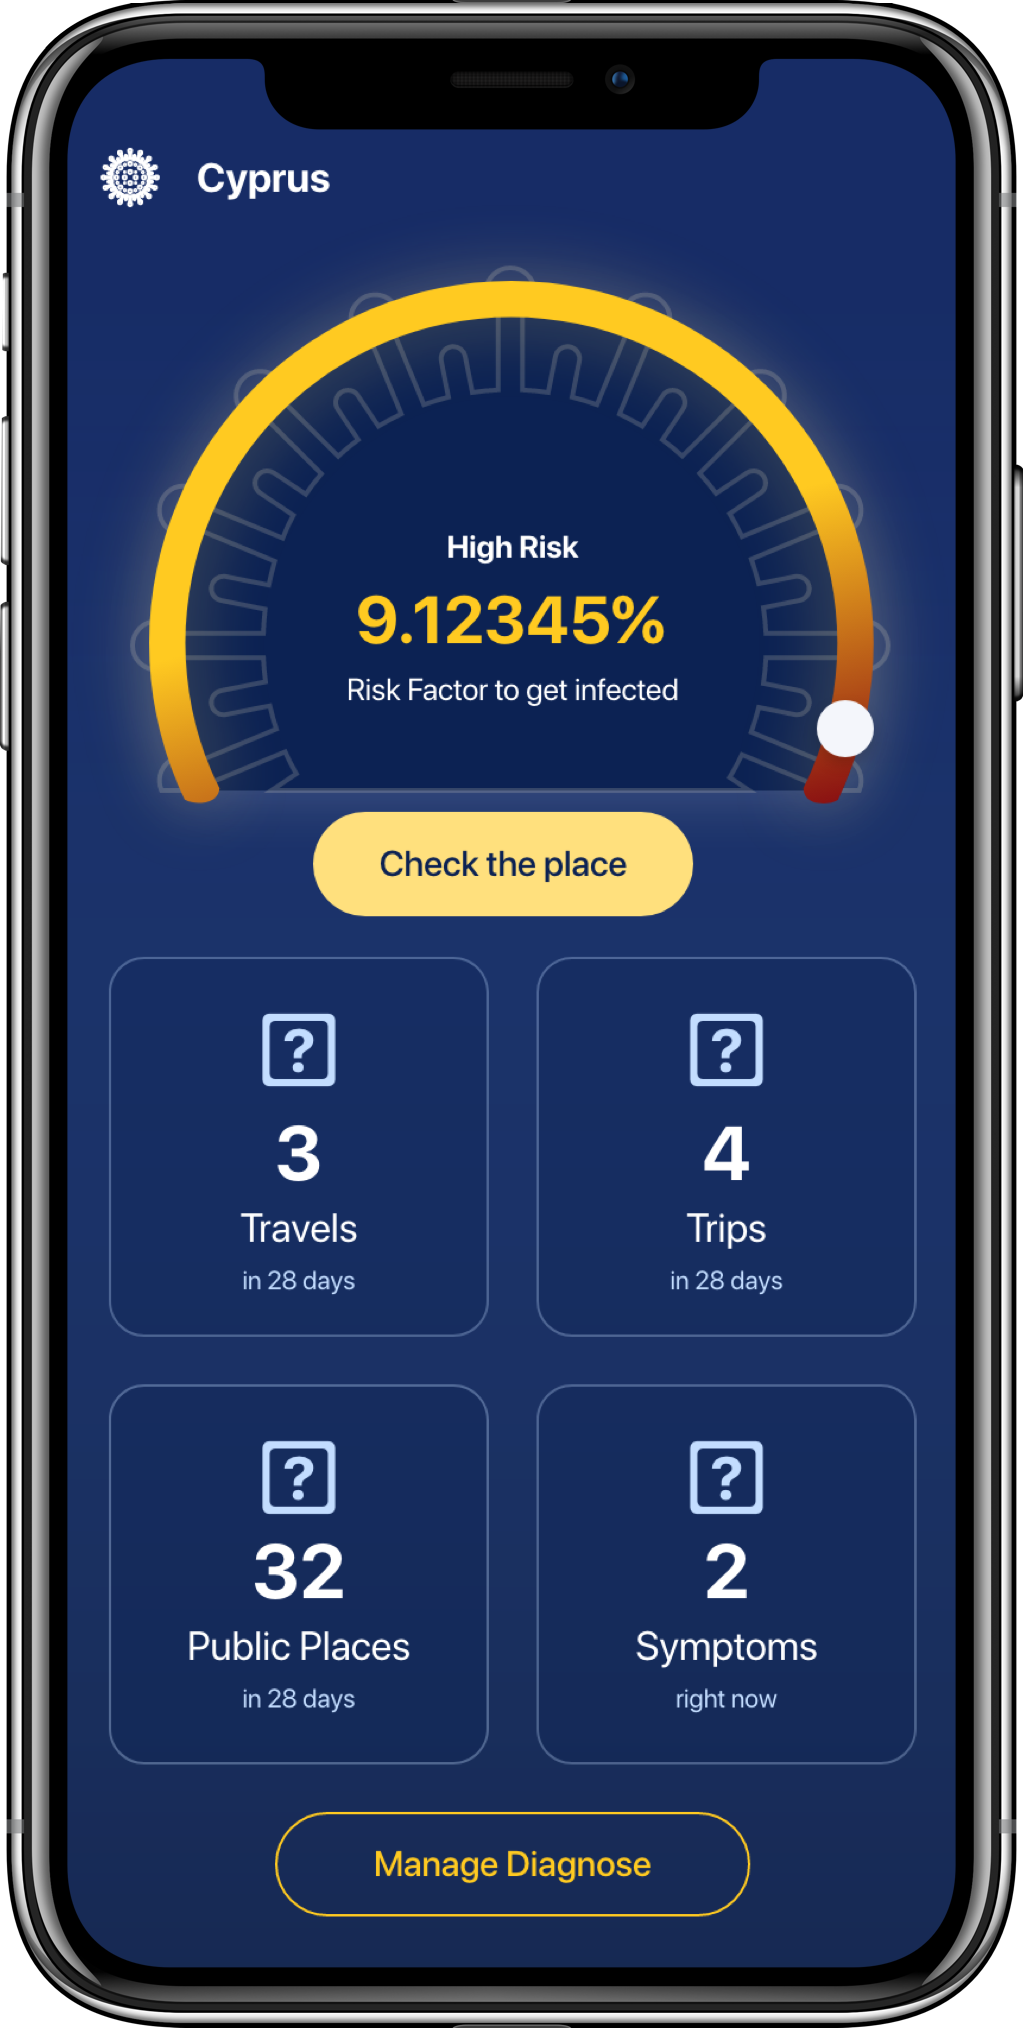 Cyprus
High Risk
9.12345%
Risk Factor to get infected
Check the place
?
3
Travels
in 28 days
?
4
Trips
in 28 days
?
32
Public Places
in 28 days
?
2
Symptoms
right now
Manage Diagnose